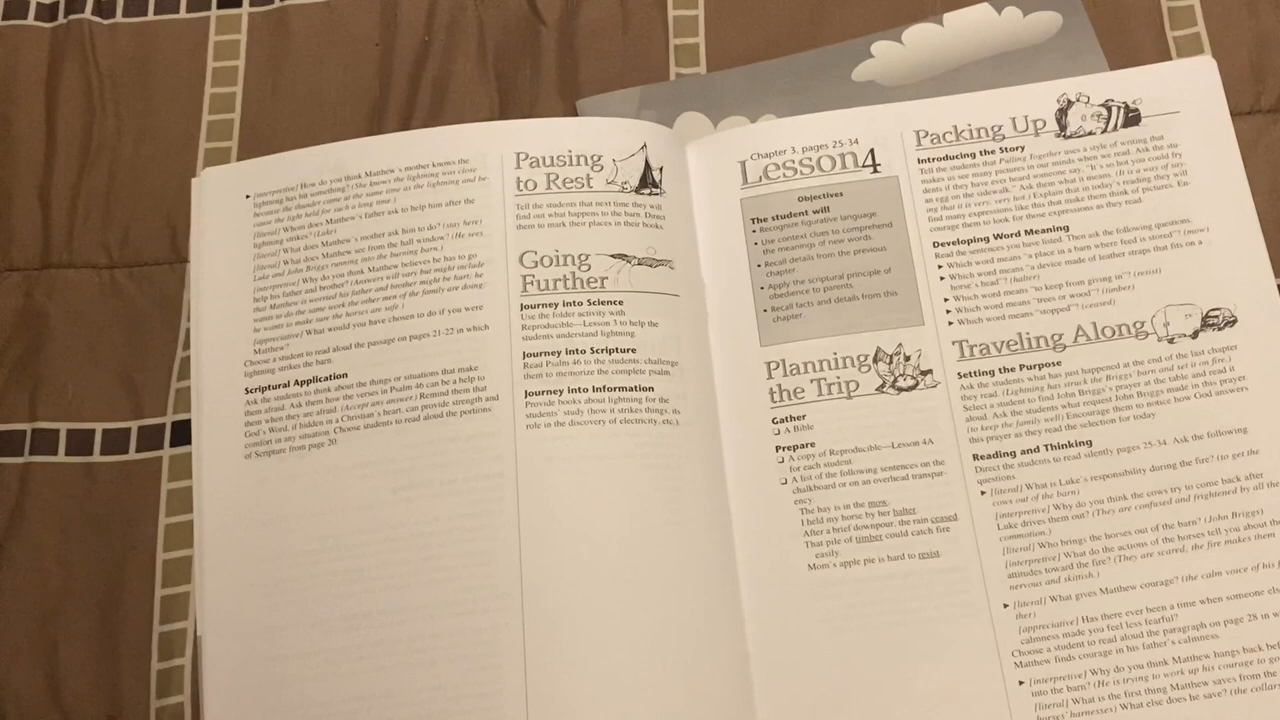 ► [interpretive] How do you think Matthew's mother knows the
lightning has hit something? (She knows the lightning was close
because the thunder came at the same time as the lightning and be-
cause the light held for such a long time.)
[literal] Whom does Matthew's father ask to help him after the
lightning strikes? (Luke)
[literal] What does Matthew's mother ask him to do? (stay here)
[literal] What does Matthew see from the hall window? (He sees
Luke and John Briggs running into the burning barn.)
[interpretive] Why do you think Matthew believes he has to go
help his father and brother? (Answers will vary but might include
that Matthew is worried his father and brother might be hurt; he
wants to do the same work the other men of the family are doing;
he wants to make sure the horses are safe.)
[appreciative] What would you have chosen to do if you were
Matthew?
Choose a student to read aloud the passage on pages 21-22 in which
lightning strikes the barn.
Scriptural Application
Ask the students to think about the things or situations that make
them afraid. Ask them how the verses in Psalm 46 can be a help to
them when they are afraid. (Accept any answer.) Remind them that
God's Word, if hidden in a Christian's heart, can provide strength and
comfort in any situation. Choose students to read aloud the portions
of Scripture from page 20.
Pausing
to Rest
Tell the students that next time they will
find out what happens to the barn. Direct
them to mark their places in their books.
Going
Further
Journey into Science
Use the folder activity with
Reproducible—Lesson 3 to help the
students understand lightning.
Journey into Scripture
Read Psalm 46 to the students; challenge
them to memorize the complete psalm.
Journey into Information
Provide books about lightning for the
students' study (how it strikes things, its
role in the discovery of electricity, etc.).
Chapter 3, pages 25-34
Lesson 4
Objectives
The student will
• Recognize figurative language.
• Use context clues to comprehend
the meanings of new words.
• Recall details from the previous
chapter.
• Apply the scriptural principle of
obedience to parents.
• Recall facts and details from this
chapter.
Planning
the Trip
Gather
❏ A Bible
Prepare
❏ A copy of Reproducible—Lesson 4A
for each student
❏ A list of the following sentences on the
chalkboard or on an overhead transpar-
ency
The hay is in the mow.
I held my horse by her halter.
After a brief downpour, the rain ceased.
That pile of timber could catch fire
easily.
Mom's apple pie is hard to resist.
Packing Up
Introducing the Story
Tell the students that Pulling Together uses a style of writing that
makes us see many pictures in our minds when we read. Ask the stu-
dents if they have ever heard someone say, "It's so hot you could fry
an egg on the sidewalk." Ask them what it means. (It is a way of say-
ing that it is very, very hot.) Explain that in today's reading they will
find many expressions like this that make them think of pictures. En-
courage them to look for those expressions as they read.
Developing Word Meaning
Read the sentences you have listed. Then ask the following questions.
► Which word means "a place in a barn where feed is stored"? (mow)
► Which word means "a device made of leather straps that fits on a
horse's head"? (halter)
► Which word means "to keep from giving in"? (resist)
► Which word means "trees or wood"? (timber)
► Which word means "stopped"? (ceased)
Traveling Along
Setting the Purpose
Ask the students what has just happened at the end of the last chapter
they read. (Lightning has struck the Briggs' barn and set it on fire.)
Select a student to find John Briggs's prayer at the table and read it
aloud. Ask the students what request John Briggs made in this prayer.
(to keep the family well) Encourage them to notice how God answers
this prayer as they read the selection for today.
Reading and Thinking
Direct the students to read silently pages 25-34. Ask the following
questions.
► [literal] What is Luke's responsibility during the fire? (to get the
cows out of the barn)
[interpretive] Why do you think the cows try to come back after
Luke drives them out? (They are confused and frightened by all the
commotion.)
[literal] Who brings the horses out of the barn? (John Briggs)
[interpretive] What do the actions of the horses tell you about the
attitudes toward the fire? (They are scared, the fire makes them
nervous and skittish.)
► [literal] What gives Matthew courage? (the calm voice of his
ther)
[appreciative] Has there ever been a time when someone
calmness made you feel less fearful?
Choose a student to read aloud the paragraph on page 28 in
Matthew finds courage in his father's calmness.
► [interpretive] Why do you think Matthew hangs back
into the barn? (He is trying to work up his courage to
[literal] What is the first thing Matthew saves from the
horses' harnesses) What else does he save? (the